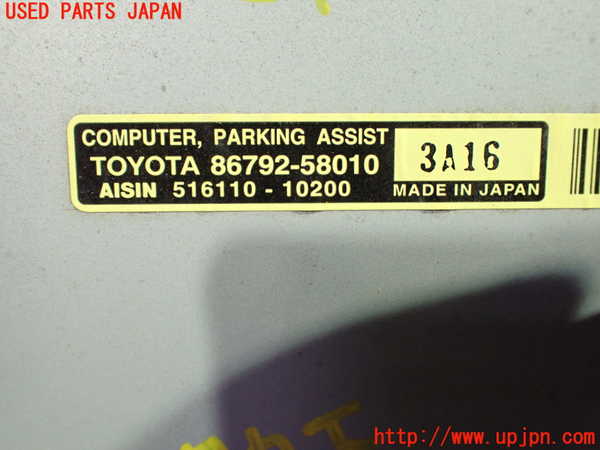 USED PARTS JAPAN
COMPUTER, PARKING ASSIST
TOYOTA 86792-58010
AISIN 516110-10200
3A16
MADE IN JAPAN
http://www.upjpn.com/